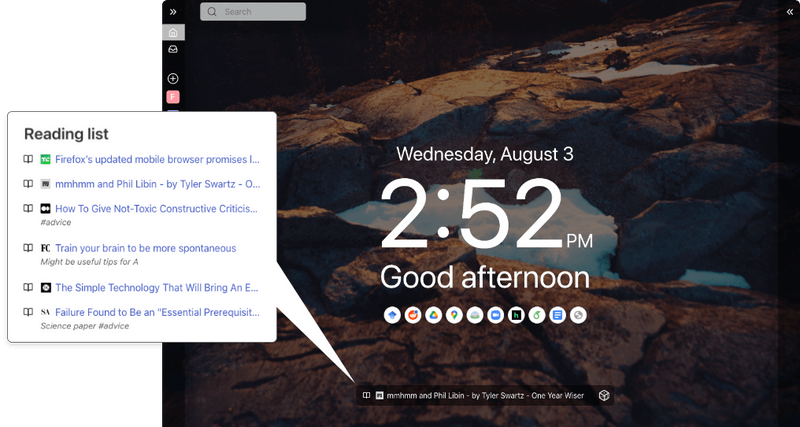 Search
F
Reading list
Firefox's updated mobile browser promises l...
mmhmm and Phil Libin - by Tyler Swartz - O...
How To Give Not-Toxic Constructive Criticis...
#advice
FC Train your brain to be more spontaneous
Might be useful tips for A
The Simple Technology That Will Bring An E...
SA Failure Found to Be an "Essential Prerequisit...
Science paper #advice
Wednesday, August 3
2:52 PM
Good afternoon
mmhmm and Phil Libin - by Tyler Swartz - One Year Wiser